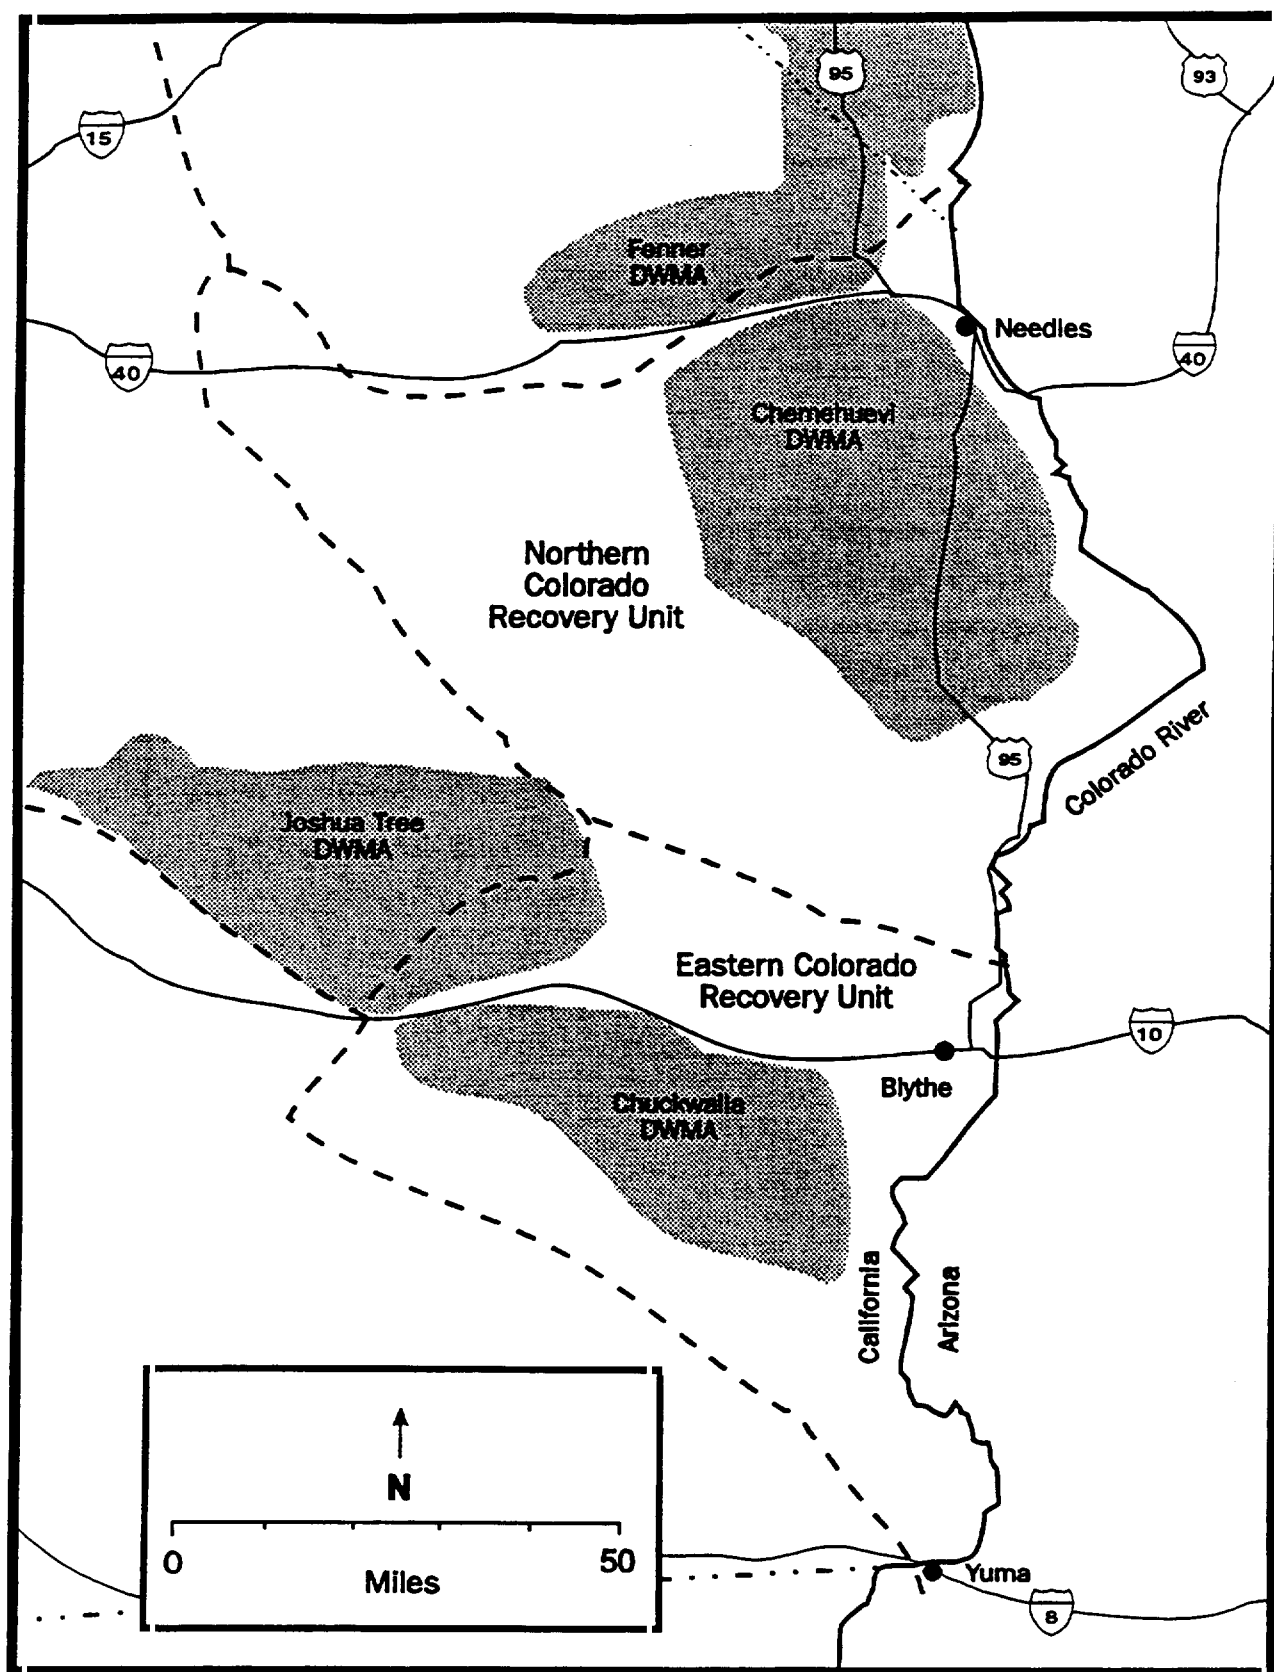 95
93
15
Fenner
DWMA
Needles
40
40
Chemehuevi
DWMA
Northern
Colorado
Recovery Unit
95
Colorado River
Joshua Tree
DWMA
Eastern Colorado
Recovery Unit
10
Blythe
Chuckwalla
DWMA
California
Arizona
N
0
50
Miles
Yuma
8